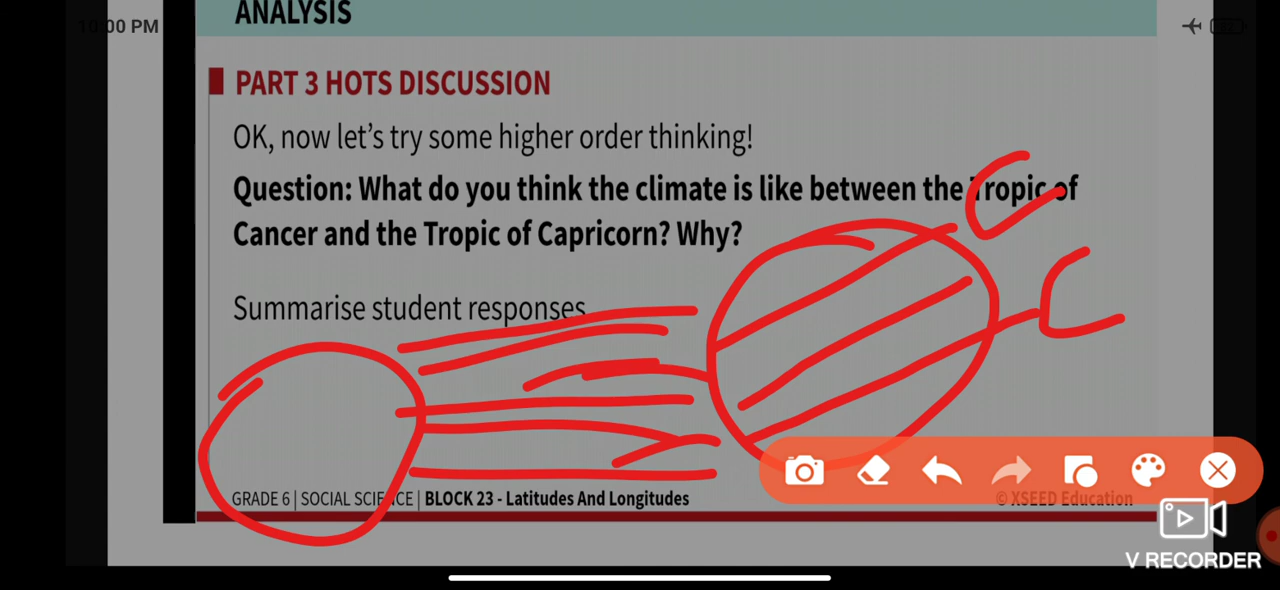 10:00 PM
ANALYSIS
PART 3 HOTS DISCUSSION
OK, now let's try some higher order thinking!
Question: What do you think the climate is like between the Tropic of
Cancer and the Tropic of Capricorn? Why?
C
C
Summarise student responses
GRADE 6 | SOCIAL SCIENCE | BLOCK 23 - Latitudes And Longitudes
© XSEED Education
V RECORDER